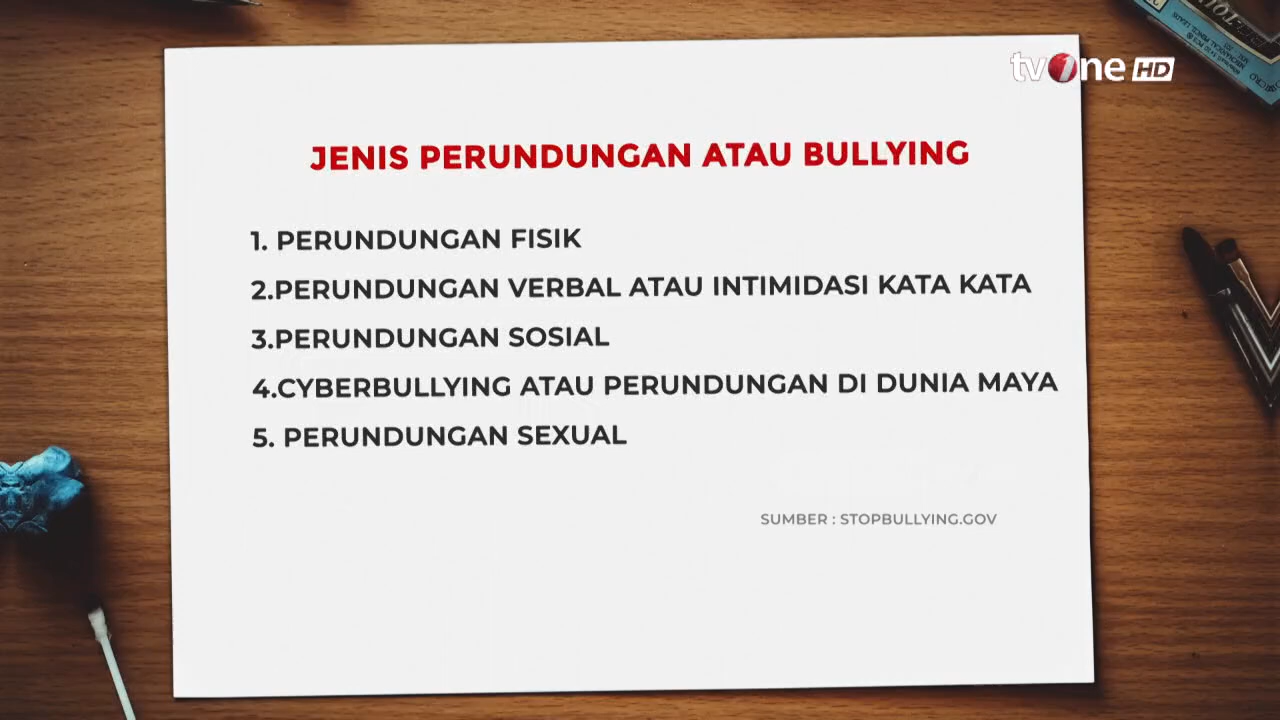 tvOne HD
JENIS PERUNDUNGAN ATAU BULLYING
1. PERUNDUNGAN FISIK
2.PERUNDUNGAN VERBAL ATAU INTIMIDASI KATA KATA
3.PERUNDUNGAN SOSIAL
4.CYBERBULLYING ATAU PERUNDUNGAN DI DUNIA MAYA
5. PERUNDUNGAN SEXUAL
SUMBER : STOPBULLYING.GOV